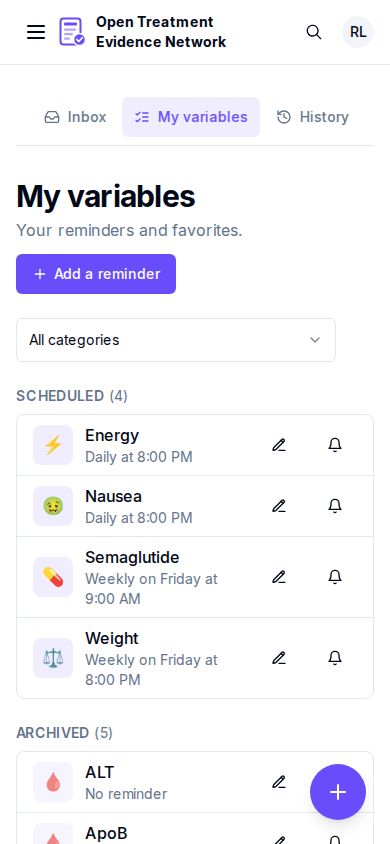 Open Treatment
Evidence Network
RL
Inbox
My variables
History
My variables
Your reminders and favorites.
+ Add a reminder
All categories
SCHEDULED (4)
Energy
Daily at 8:00 PM
Nausea
Daily at 8:00 PM
Semaglutide
Weekly on Friday at
9:00 AM
Weight
Weekly on Friday at
8:00 PM
ARCHIVED (5)
ALT
No reminder
ApoB